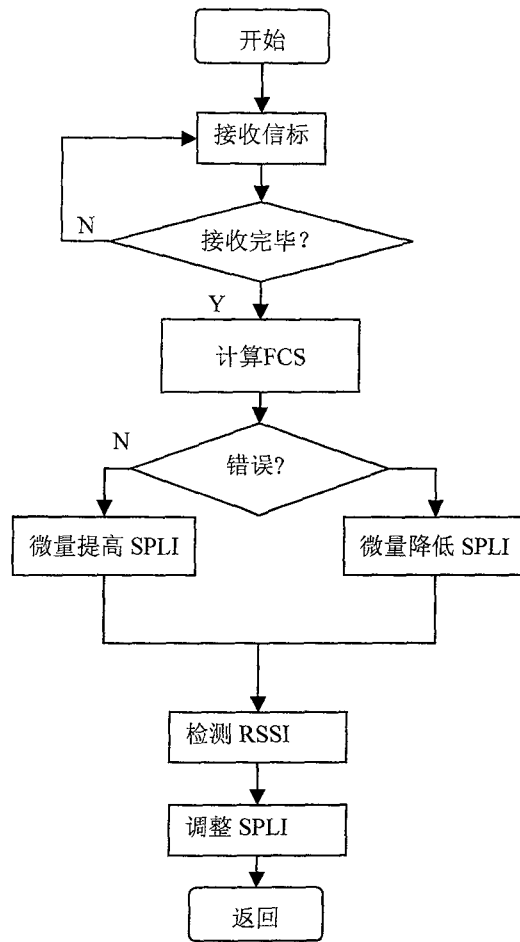 开始
接收信标
N
接收完毕?
Y
计算FCS
N
错误?
微量提高 SPLI
微量降低 SPLI
检测 RSSI
调整 SPLI
返回